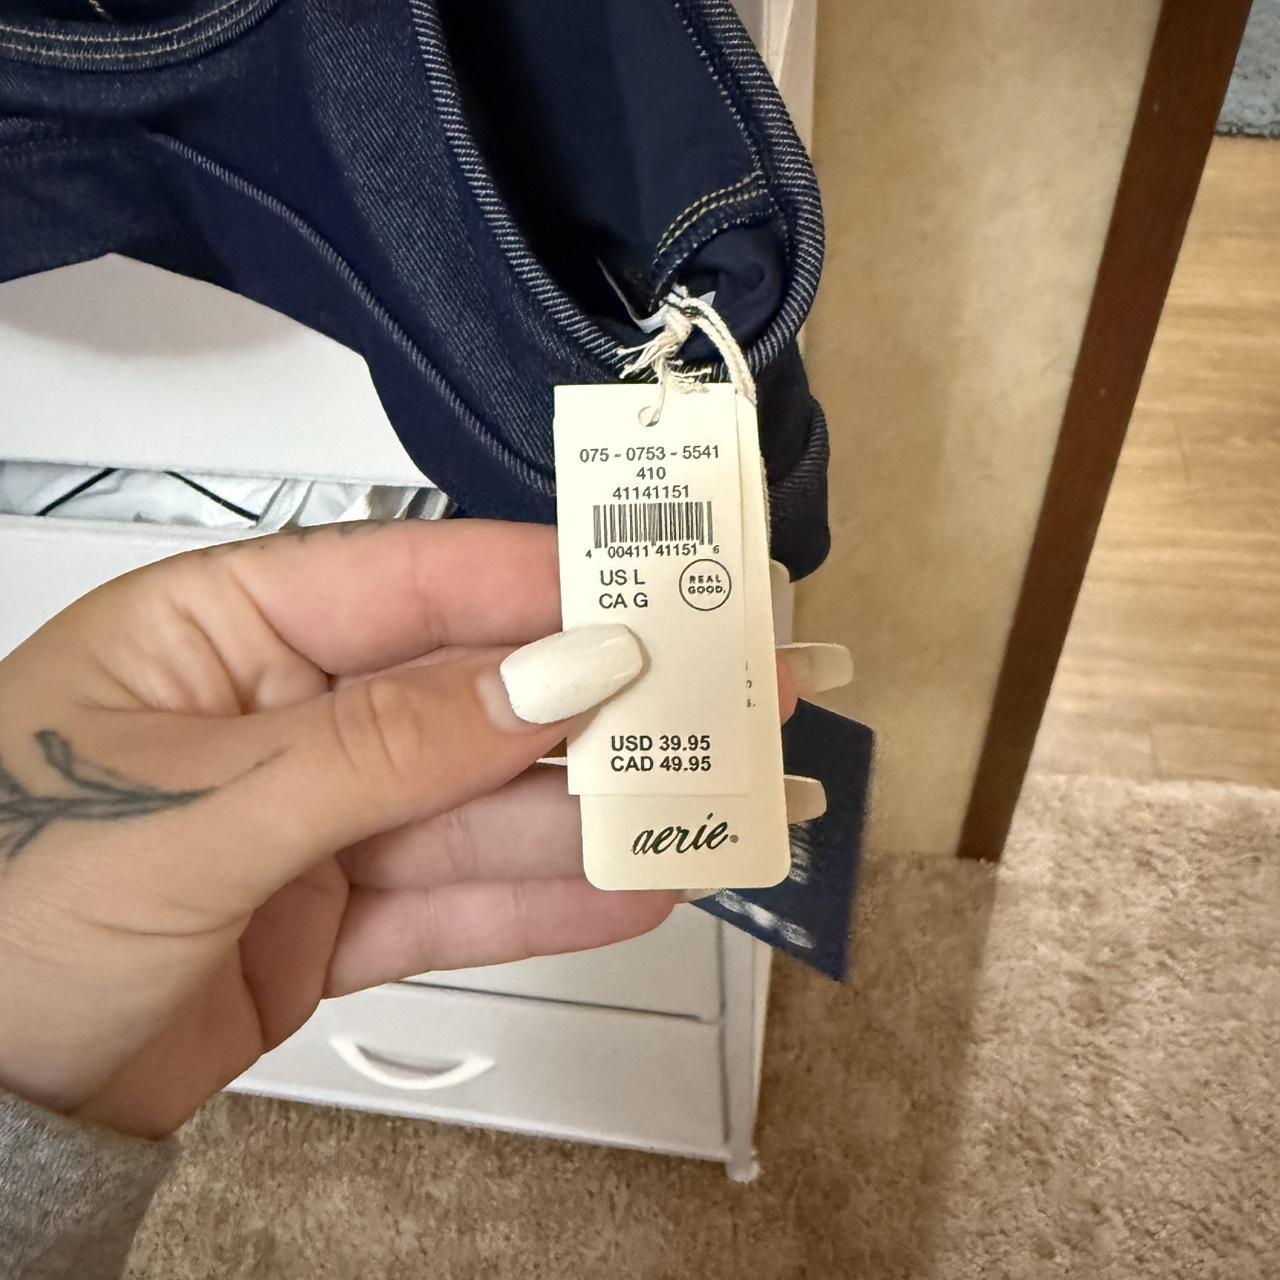 075 - 0753 - 5541
410
41141151
4 00411 41151 6
US L
CA G
REAL
GOOD.
USD 39.95
CAD 49.95
aerie